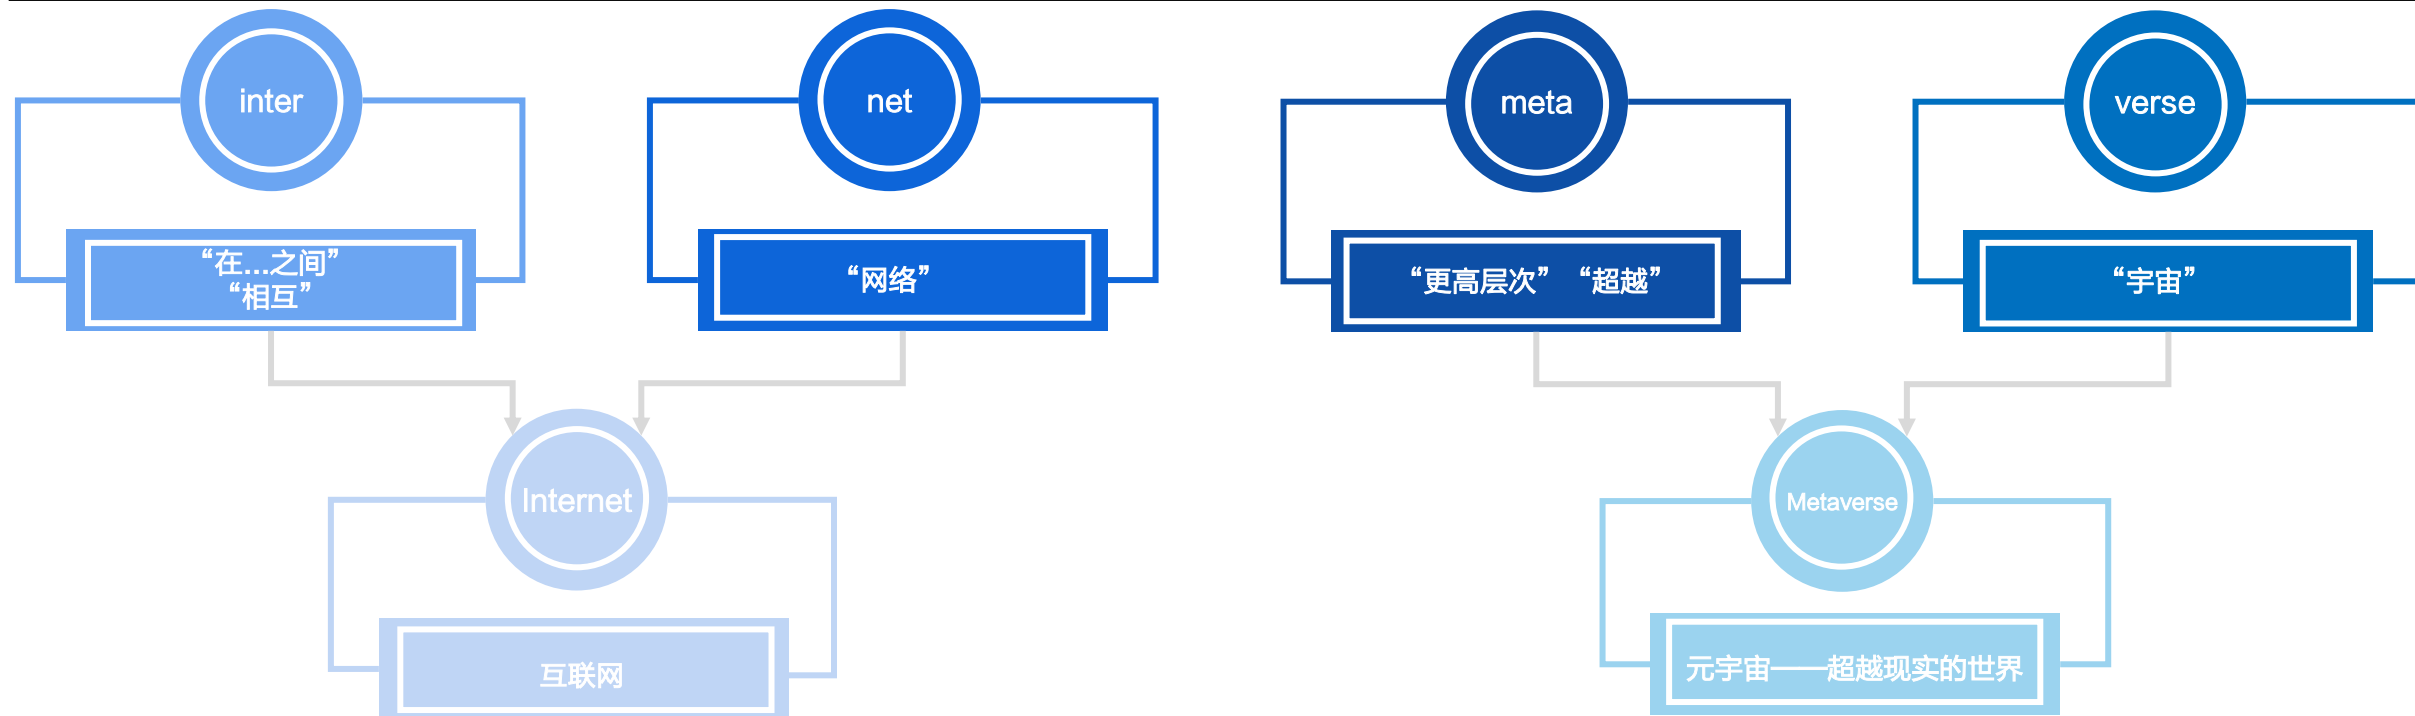 inter
net
meta
verse
“在...之间”
“相互”
“网络”
“更高层次” “超越”
“宇宙”
Internet
Metaverse
互联网
元宇宙——超越现实的世界